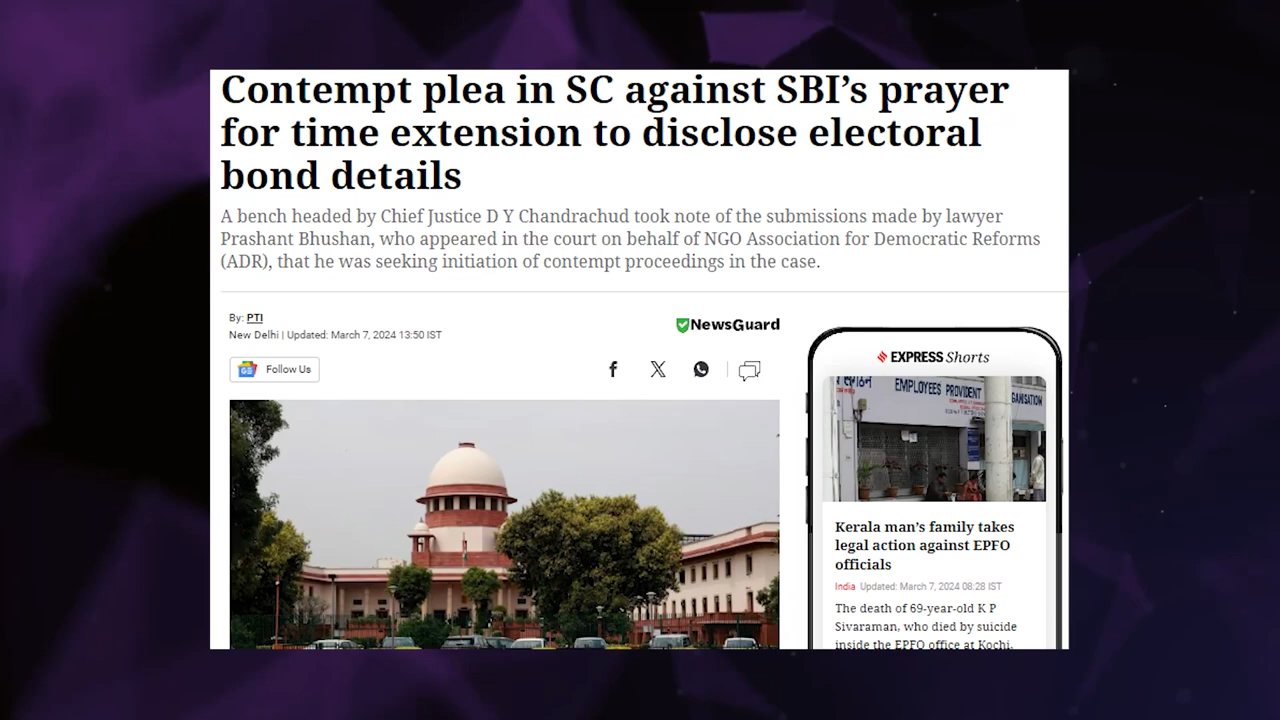 Contempt plea in SC against SBI’s prayer
for time extension to disclose electoral
bond details
A bench headed by Chief Justice D Y Chandrachud took note of the submissions made by lawyer
Prashant Bhushan, who appeared in the court on behalf of NGO Association for Democratic Reforms
(ADR), that he was seeking initiation of contempt proceedings in the case.
By: PTI
New Delhi | Updated: March 7, 2024 13:50 IST
NewsGuard
Follow Us
EXPRESS Shorts
EMPLOYEES PROVIDENT
GANISATION
Kerala man’s family takes
legal action against EPFO
officials
India Updated: March 7, 2024 08:28 IST
The death of 69-year-old K P
Sivaraman, who died by suicide
inside the EPFO office at Kochi,